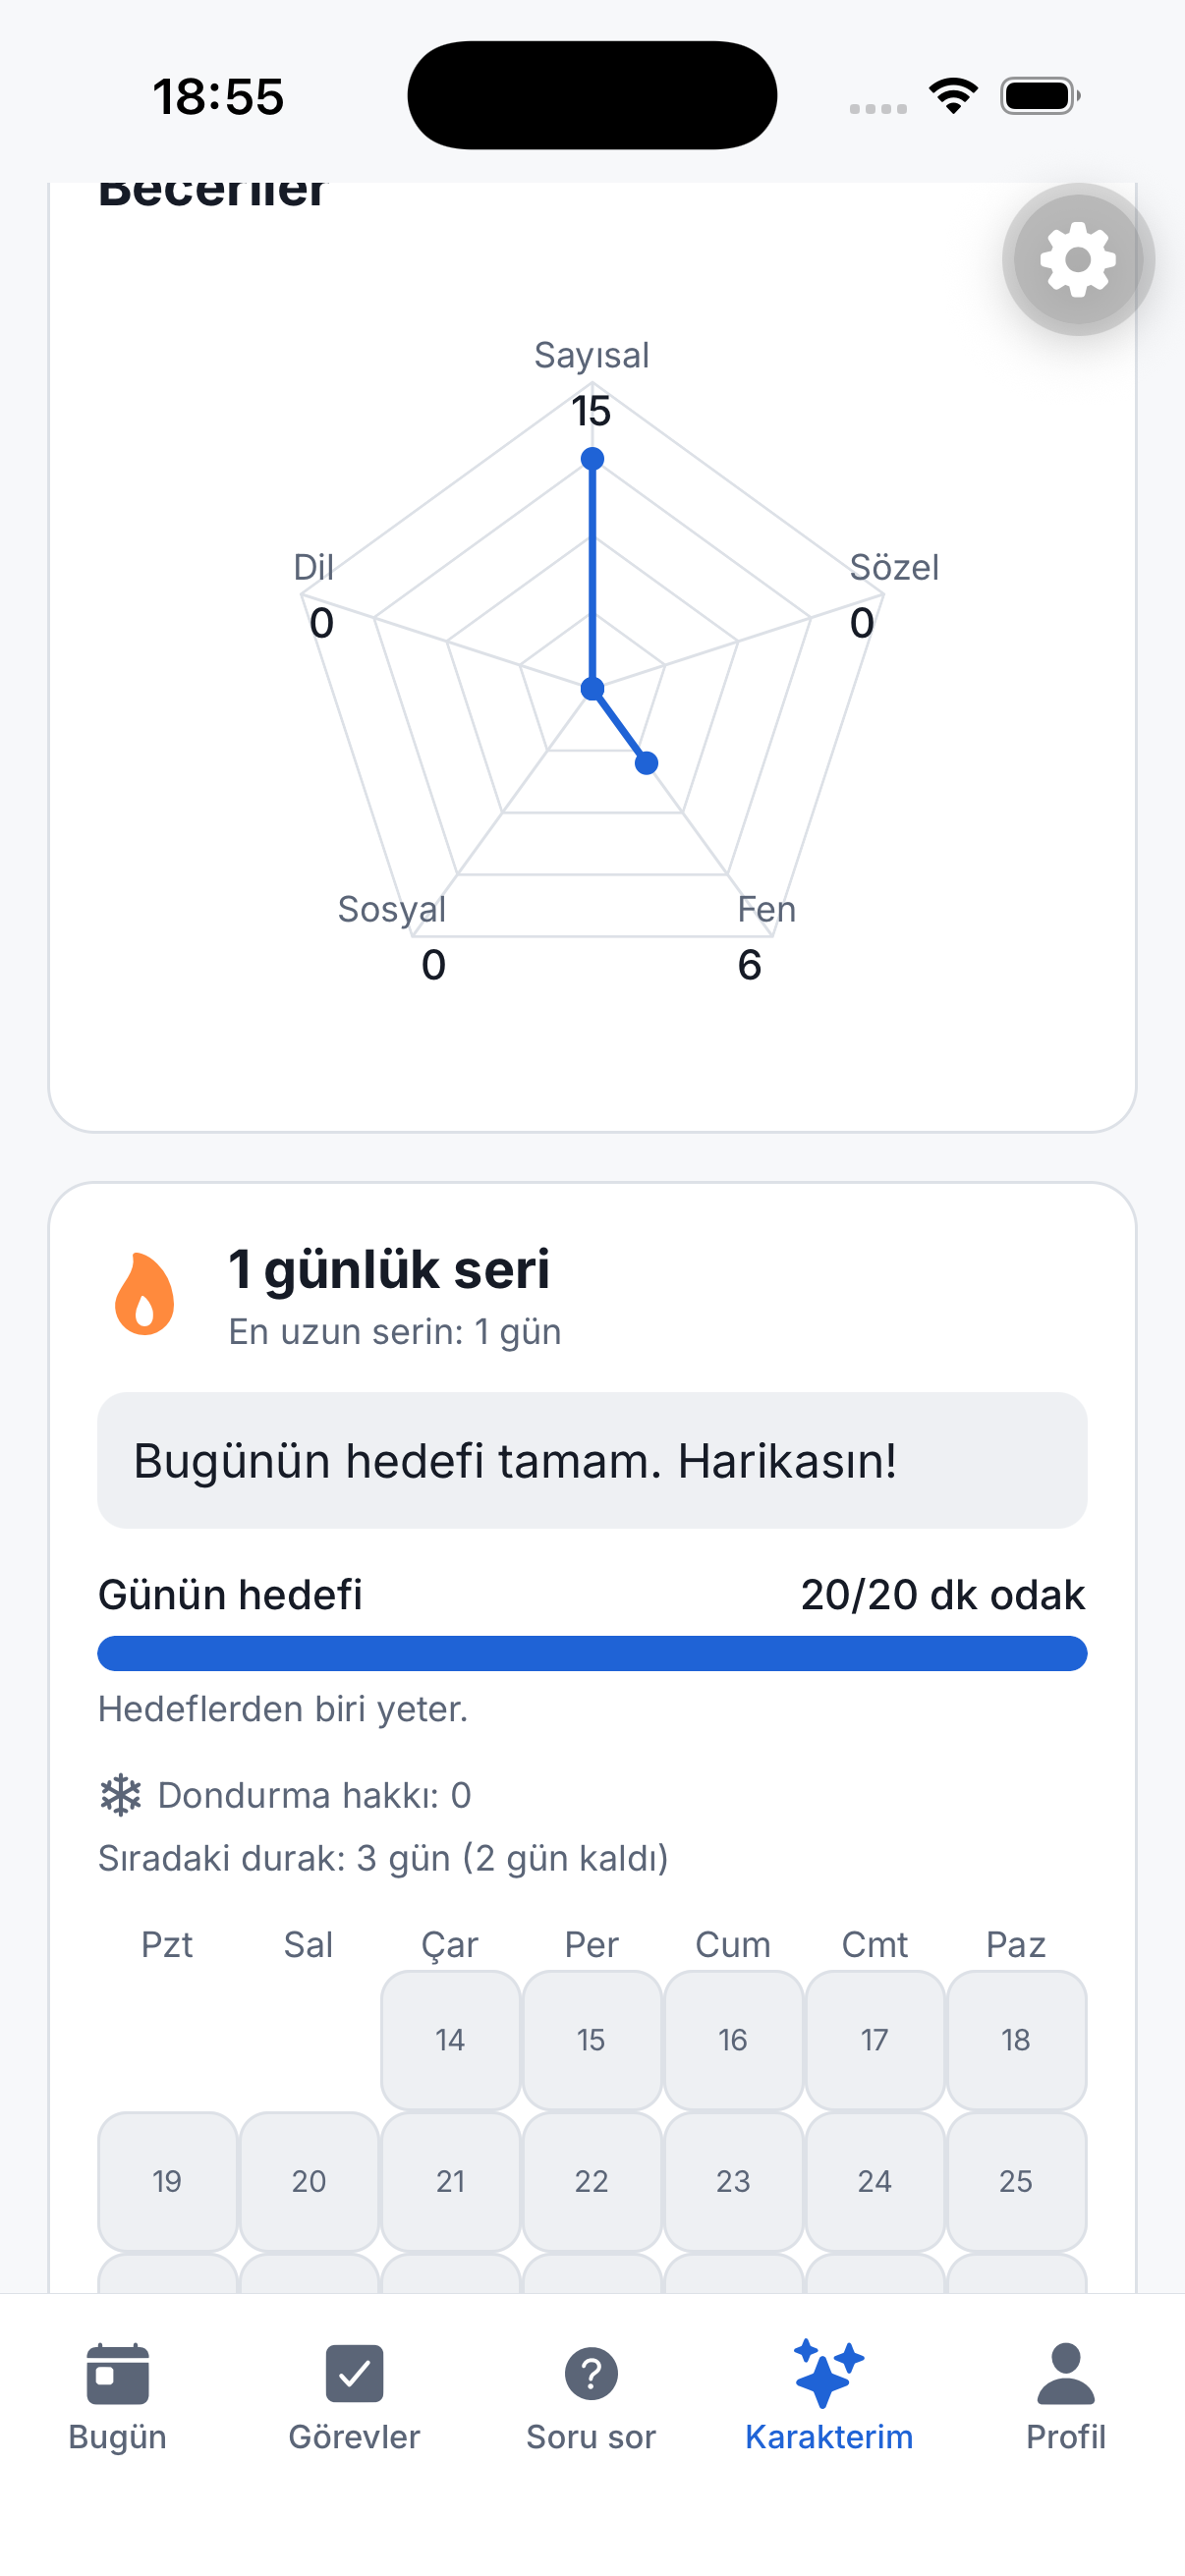 18:55
Beceriler
Sayısal
15
Dil
0
Sözel
0
Sosyal
0
Fen
6
1 günlük seri
En uzun serin: 1 gün
Bugünün hedefi tamam. Harikasın!
Günün hedefi 20/20 dk odak
Hedeflerden biri yeter.
Dondurma hakkı: 0
Sıradaki durak: 3 gün (2 gün kaldı)
Pzt Sal Çar Per Cum Cmt Paz
14 15 16 17 18
19 20 21 22 23 24 25
Bugün Görevler Soru sor Karakterim Profil